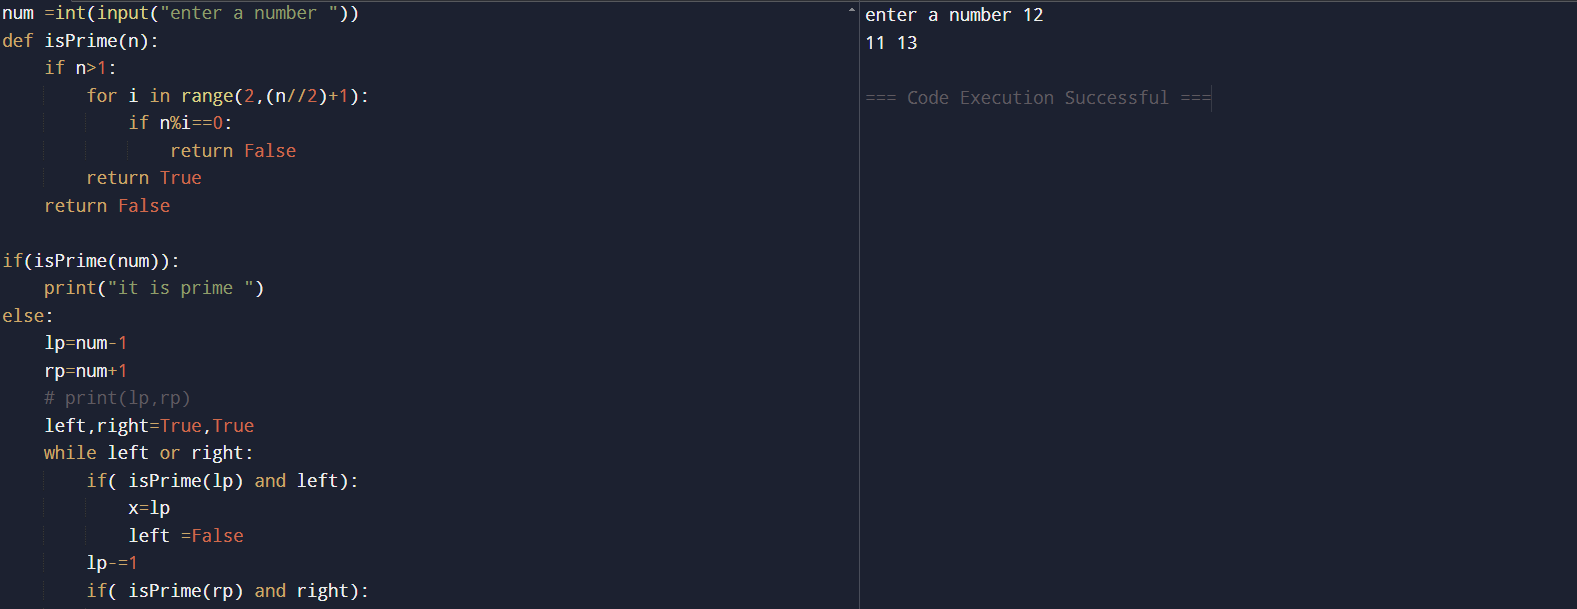 num =int(input("enter a number "))
def isPrime(n):
    if n>1:
        for i in range(2,(n//2)+1):
            if n%i==0:
                return False
        return True
    return False

if(isPrime(num)):
    print("it is prime ")
else:
    lp=num-1
    rp=num+1
    # print(lp,rp)
    left,right=True,True
    while left or right:
        if( isPrime(lp) and left):
            x=lp
            left =False
        lp-=1
        if( isPrime(rp) and right):
enter a number 12
11 13

=== Code Execution Successful ===